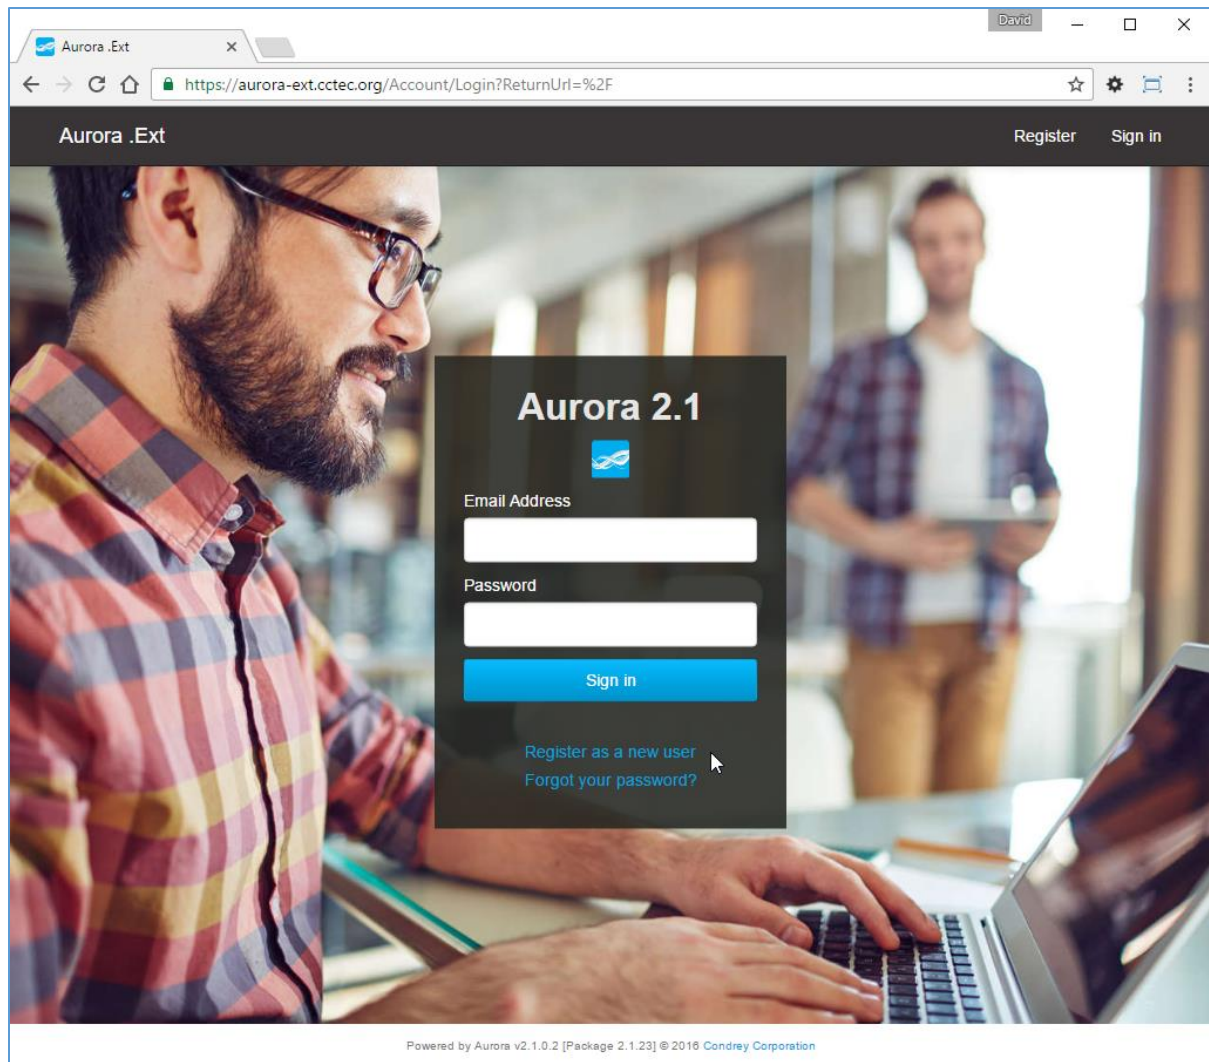 David
Aurora .Ext
https://aurora-ext.cctec.org/Account/Login?ReturnUrl=%2F
Aurora .Ext
Register
Sign in
Aurora 2.1
Email Address
Password
Sign in
Register as a new user
Forgot your password?
Powered by Aurora v2.1.0.2 [Package 2.1.23] © 2016 Condrey Corporation